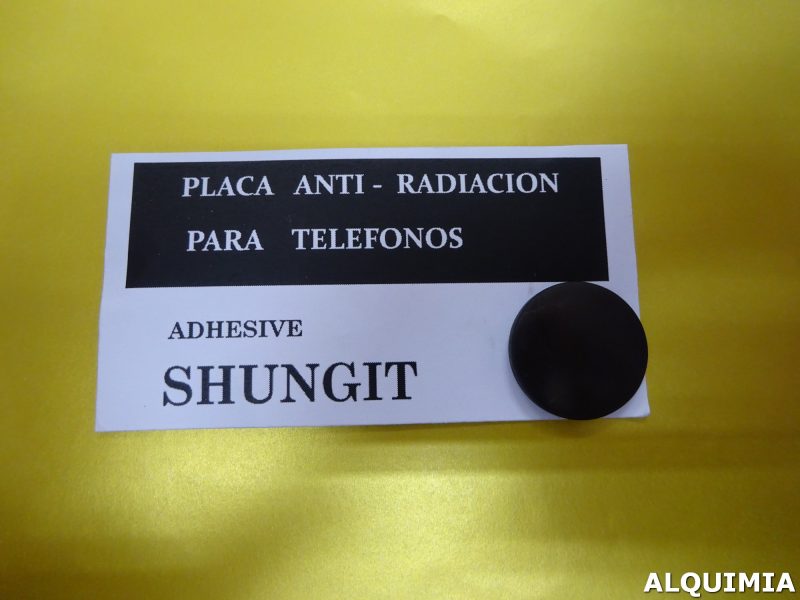 PLACA ANTI - RADIACION
PARA TELEFONOS
ADHESIVE
SHUNGIT
ALQUIMIA